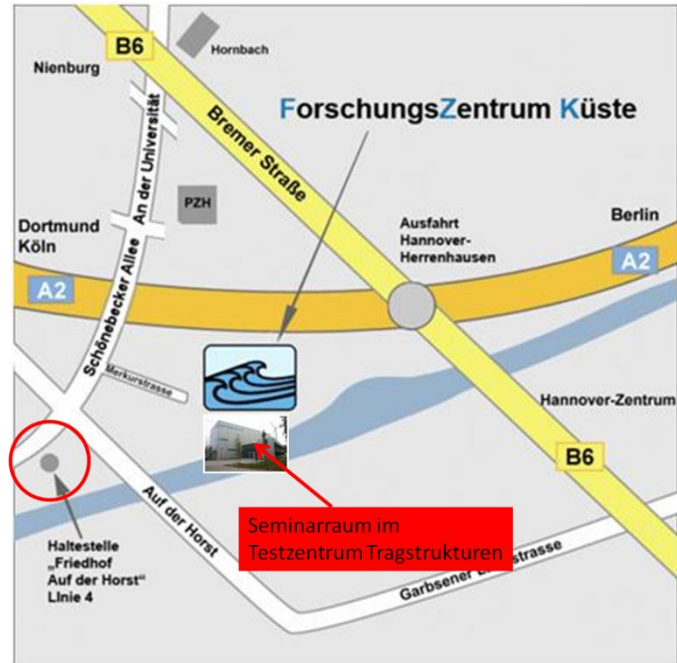 B6
Hornbach
Nienburg
ForschungsZentrum Küste
An der Universität
Bremer Straße
PZH
Dortmund
Köln
Ausfahrt
Hannover-
Herrenhausen
Berlin
A2
A2
Schönebecker Allee
Merkurstrasse
Hannover-Zentrum
B6
Auf der Horst
Seminarraum im
Testzentrum Tragstrukturen
Haltestelle
„Friedhof
Auf der Horst“
LInie 4
Garbsener
strasse